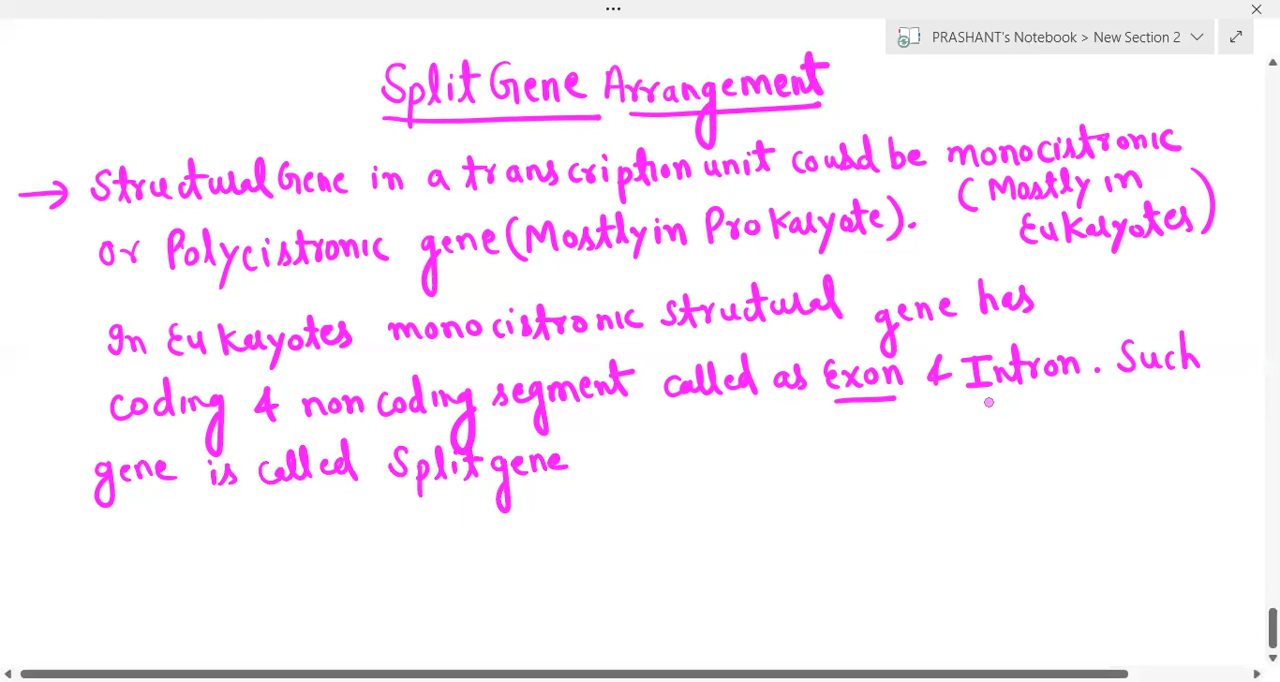 PRASHANT's Notebook > New Section 2
Split Gene Arrangement
→ Structural Gene in a transcription unit could be monocistronic
(Mostly in
Eukaryotes)
or Polycistronic gene (Mostly in Prokaryote).
In Eukaryotes monocistronic structural gene has
coding & non coding segment called as Exon & Intron. Such
gene is called Split gene